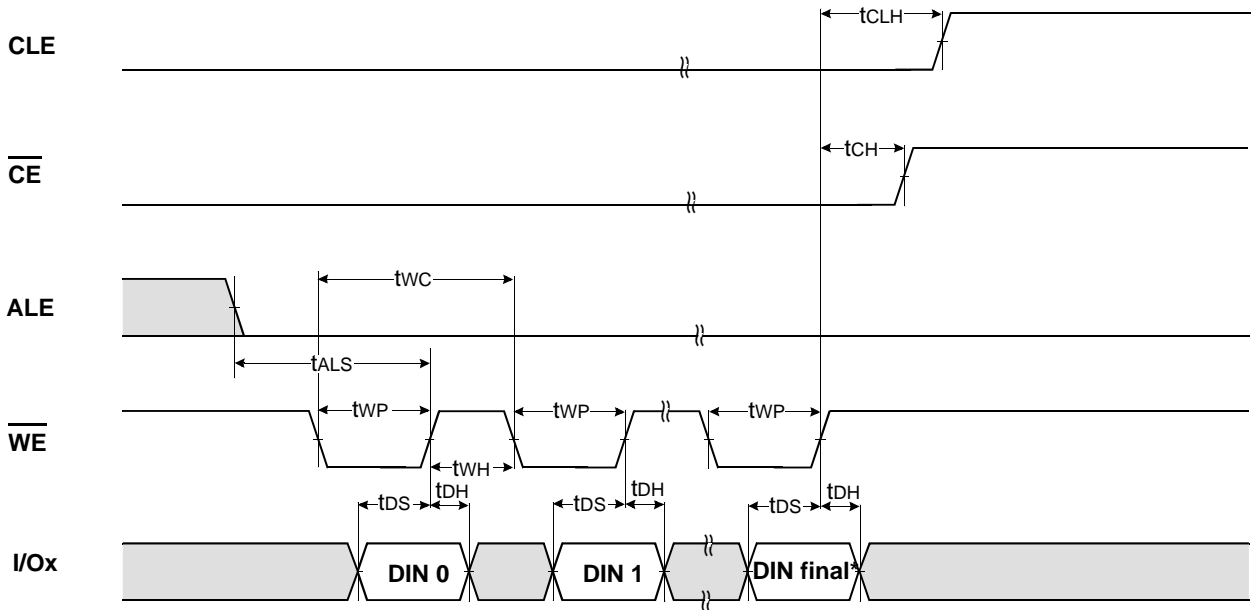 tCLH
CLE
tCH
CE
tWC
ALE
tALS
tWP tWP tWP
WE
tWH
tDS tDH tDS tDH tDS tDH
I/Ox DIN 0 DIN 1 DIN final*